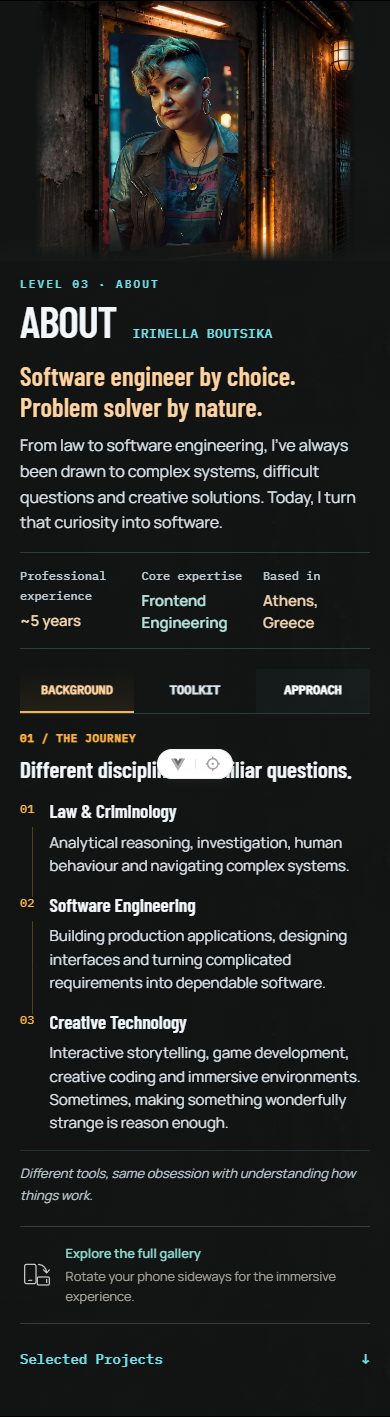 LEVEL 03 · ABOUT
ABOUT IRINELLA BOUTSIKA
Software engineer by choice.
Problem solver by nature.
From law to software engineering, I've always
been drawn to complex systems, difficult
questions and creative solutions. Today, I turn
that curiosity into software.
Professional experience
~5 years
Core expertise
Frontend
Engineering
Based in
Athens,
Greece
BACKGROUND TOOLKIT APPROACH
01 / THE JOURNEY
Different questions.
01 Law & Criminology
Analytical reasoning, investigation, human
behaviour and navigating complex systems.
02 Software Engineering
Building production applications, designing
interfaces and turning complicated
requirements into dependable software.
03 Creative Technology
Interactive storytelling, game development,
creative coding and immersive environments.
Sometimes, making something wonderfully
strange is reason enough.
Different tools, same obsession with understanding how
things work.
Explore the full gallery
Rotate your phone sideways for the immersive
experience.
Selected Projects ↓